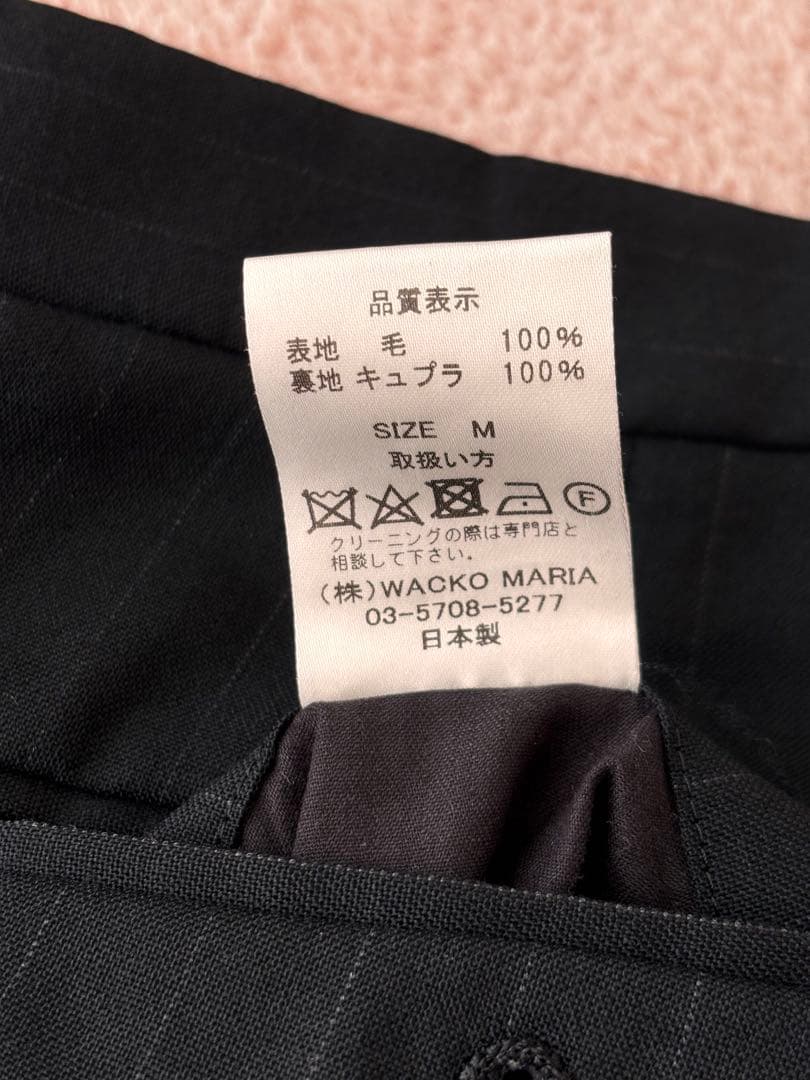 品質表示
表地 毛 100%
裏地 キュプラ 100%
SIZE M
取扱い方
F
クリーニングの際は専門店と
相談して下さい。
(株)WACKO MARIA
03-5708-5277
日本製